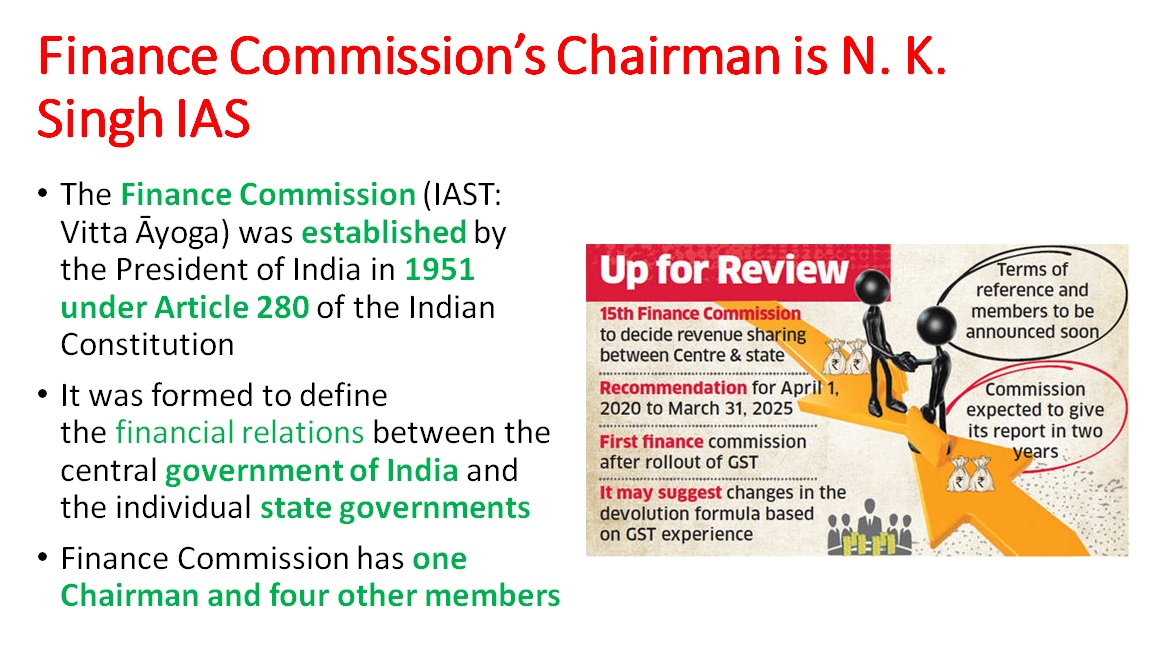 Finance Commission’s Chairman is N. K.
Singh IAS
• The Finance Commission (IAST:
Vitta Āyoga) was established by
the President of India in 1951
under Article 280 of the Indian
Constitution
• It was formed to define
the financial relations between the
central government of India and
the individual state governments
• Finance Commission has one
Chairman and four other members
Up for Review
15th Finance Commission
to decide revenue sharing
between Centre & state
Recommendation for April 1,
2020 to March 31, 2025
First finance commission
after rollout of GST
It may suggest changes in the
devolution formula based
on GST experience
Terms of
reference and
members to be
announced soon
Commission
expected to give
its report in two
years
₹ ₹
₹ ₹